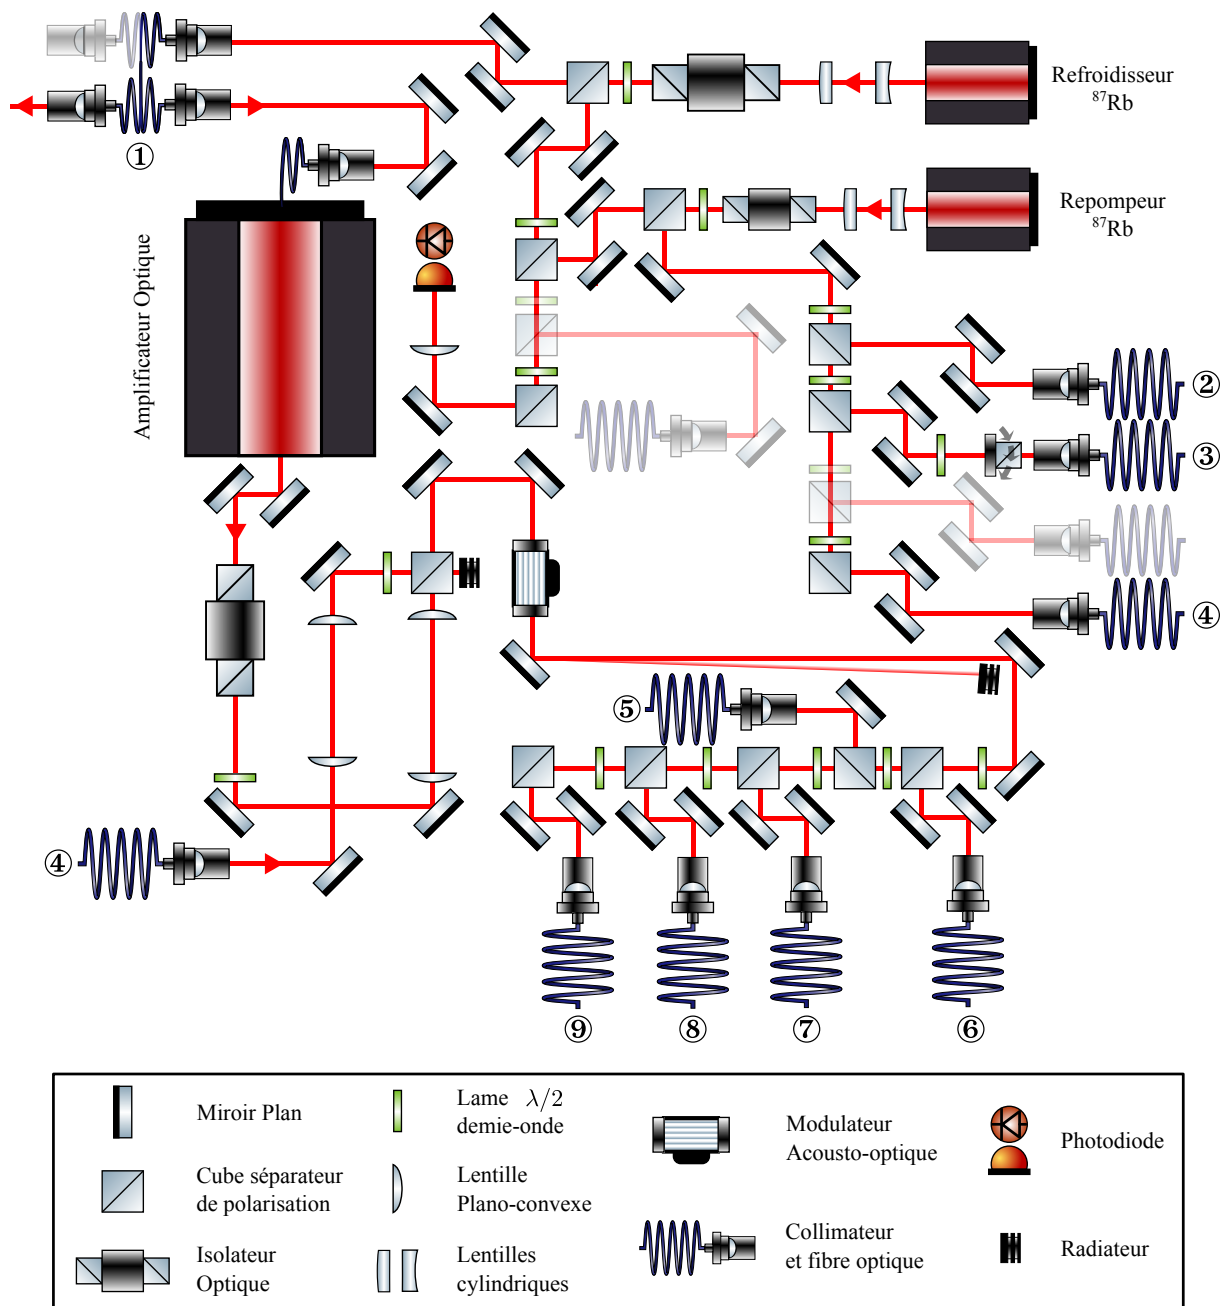 Refroidisseur
⁸⁷Rb
①
Repompeur
⁸⁷Rb
Amplificateur Optique
②
③
④
⑤
④
⑨
⑧
⑦
⑥
Miroir Plan
Lame λ/2
demie-onde
Modulateur
Acousto-optique
Photodiode
Cube séparateur
de polarisation
Lentille
Plano-convexe
Isolateur
Optique
Lentilles
cylindriques
Collimateur
et fibre optique
Radiateur